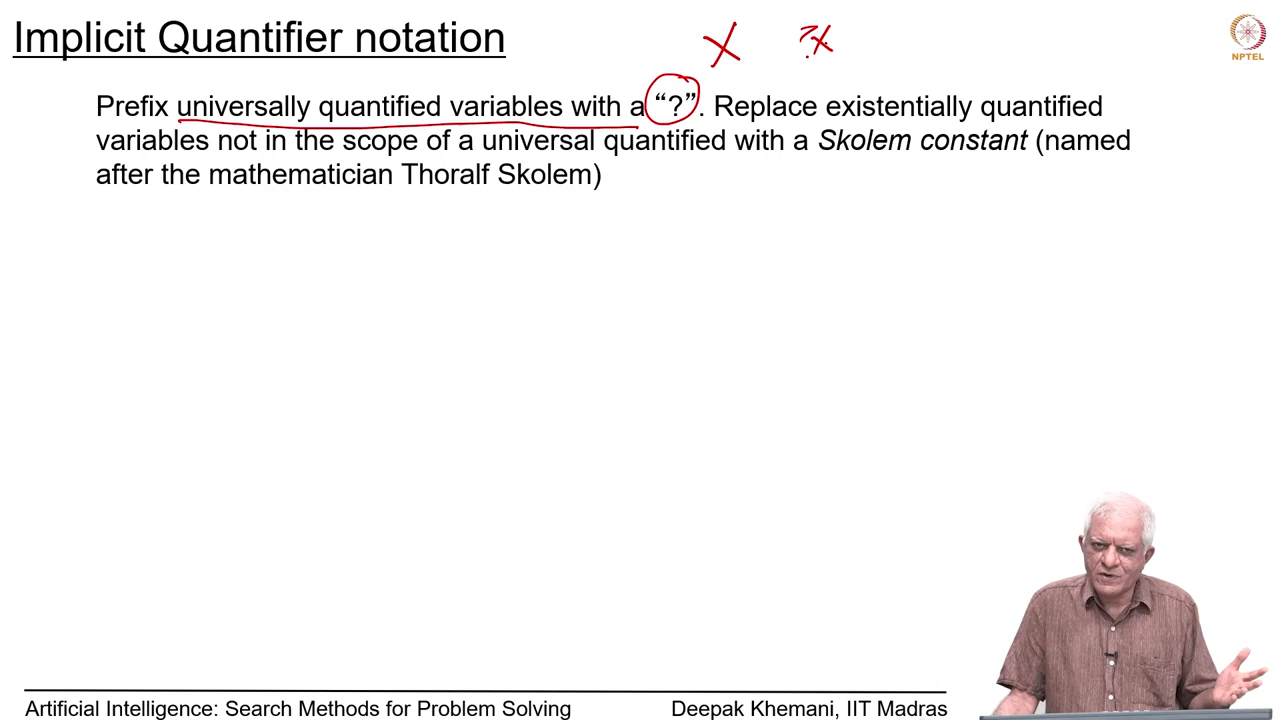 Implicit Quantifier notation
X ?x
NPTEL
Prefix universally quantified variables with a “?”. Replace existentially quantified
variables not in the scope of a universal quantified with a Skolem constant (named
after the mathematician Thoralf Skolem)
Artificial Intelligence: Search Methods for Problem Solving
Deepak Khemani, IIT Madras